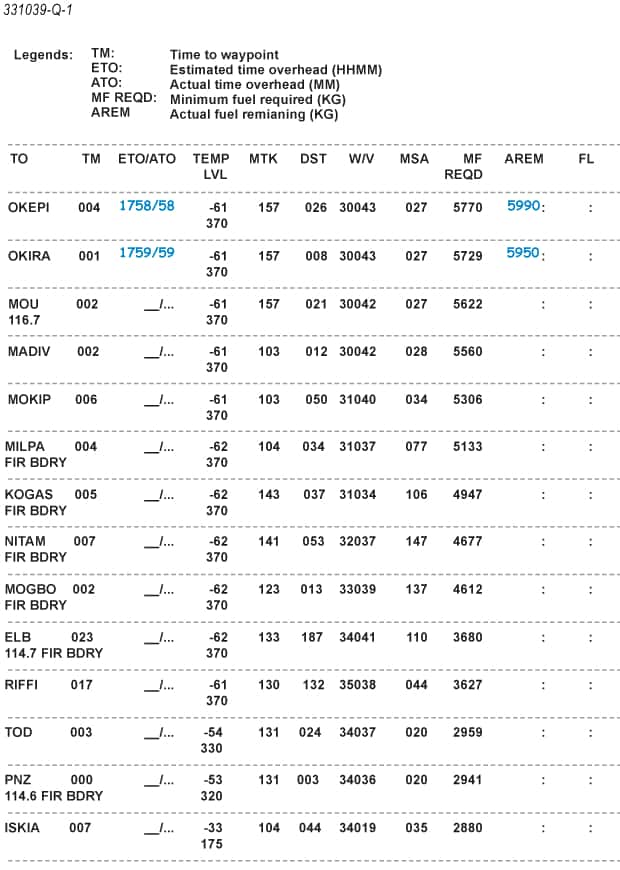 331039-Q-1
Legends: TM: Time to waypoint
ETO: Estimated time overhead (HHMM)
ATO: Actual time overhead (MM)
MF REQD: Minimum fuel required (KG)
AREM Actual fuel remianing (KG)
TO TM ETO/ATO TEMP MTK DST W/V MSA MF AREM FL
LVL REQD
OKEPI 004 1758/58 -61 157 026 30043 027 5770 5990: :
370
OKIRA 001 1759/59 -61 157 008 30043 027 5729 5950: :
370
MOU 002 __/... -61 157 021 30042 027 5622 : :
116.7 370
MADIV 002 __/... -61 103 012 30042 028 5560 : :
370
MOKIP 006 __/... -61 103 050 31040 034 5306 : :
370
MILPA 004 __/... -62 104 034 31037 077 5133 : :
FIR BDRY 370
KOGAS 005 __/... -62 143 037 31034 106 4947 : :
FIR BDRY 370
NITAM 007 __/... -62 141 053 32037 147 4677 : :
FIR BDRY 370
MOGBO 002 __/... -62 123 013 33039 137 4612 : :
FIR BDRY 370
ELB 023 __/... -62 133 187 34041 110 3680 : :
114.7 FIR BDRY 370
RIFFI 017 __/... -61 130 132 35038 044 3627 : :
370
TOD 003 __/... -54 131 024 34037 020 2959 : :
330
PNZ 000 __/... -53 131 003 34036 020 2941 : :
114.6 FIR BDRY 320
ISKIA 007 __/... -33 104 044 34019 035 2880 : :
175